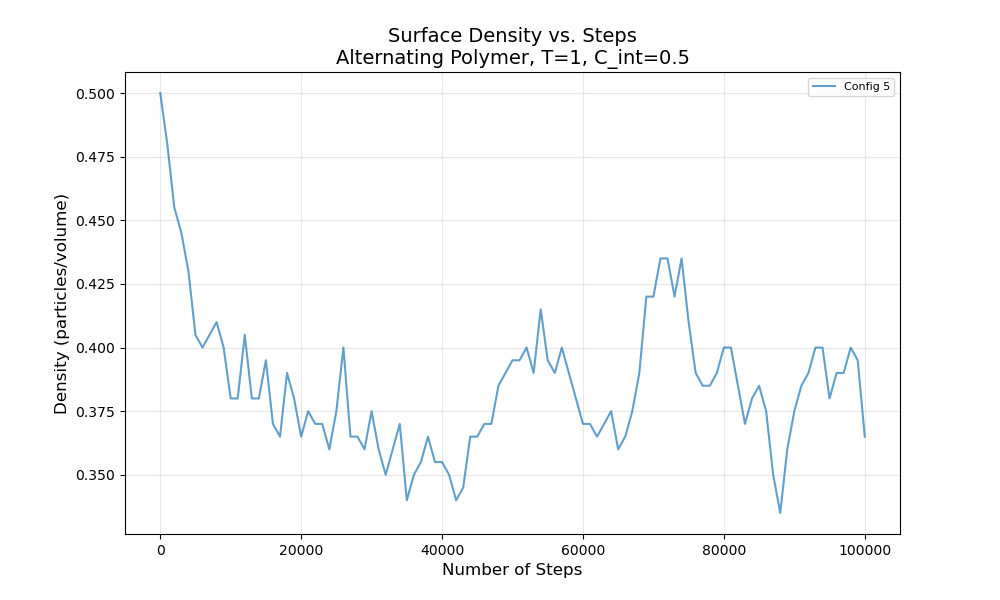 Surface Density vs. Steps
Alternating Polymer, T=1, C_int=0.5
Config 5
Density (particles/volume)
0.500
0.475
0.450
0.425
0.400
0.375
0.350
0
20000
40000
60000
80000
100000
Number of Steps